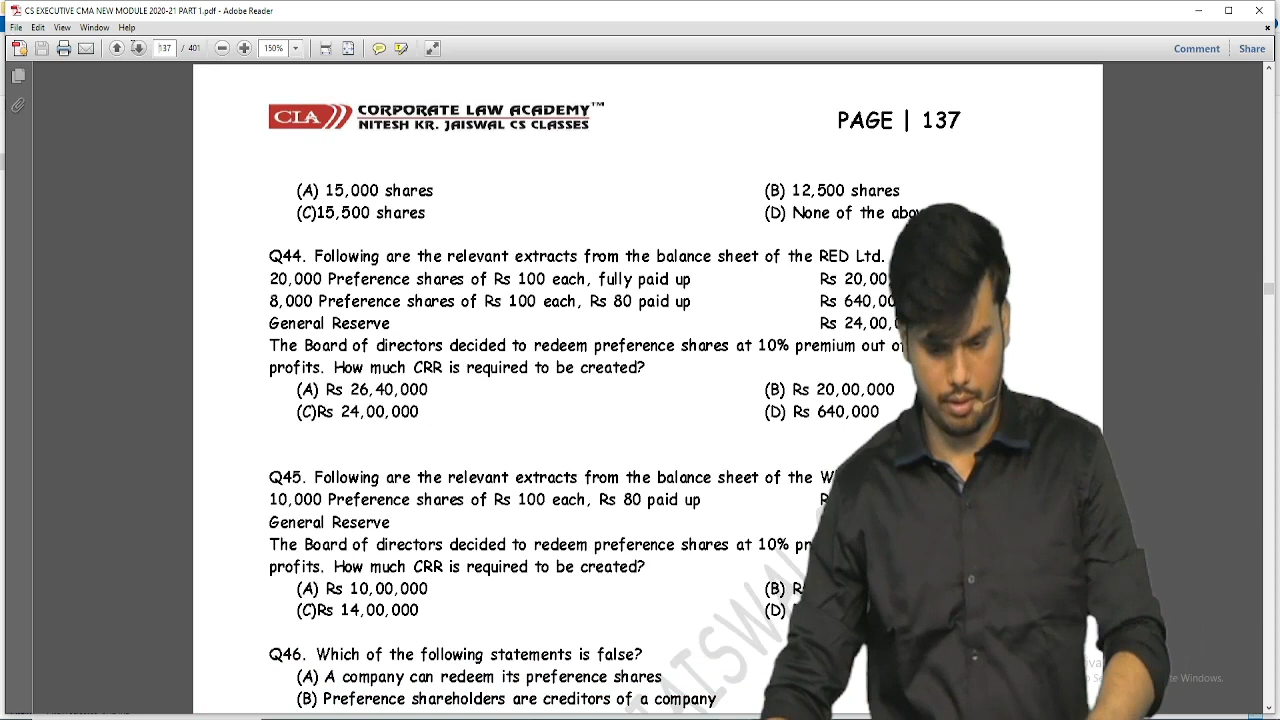 CS EXECUTIVE CMA NEW MODULE 2020-21 PART 1.pdf - Adobe Reader
File Edit View Window Help
137 / 401 150% Comment Share
CLA CORPORATE LAW ACADEMY™
NITESH KR. JAISWAL CS CLASSES
PAGE | 137
(A) 15,000 shares (B) 12,500 shares
(C)15,500 shares (D) None of the
Q44. Following are the relevant extracts from the balance sheet of the RED Ltd.
20,000 Preference shares of Rs 100 each, fully paid up Rs
8,000 Preference shares of Rs 100 each, Rs 80 paid up Rs
General Reserve Rs
The Board of directors decided to redeem preference shares at 10% premium out
profits. How much CRR is required to be created?
(A) Rs 26,40,000 (B) Rs 20,00,000
(C)Rs 24,00,000 (D) Rs 640,000
Q45. Following are the relevant extracts from the balance sheet of the
10,000 Preference shares of Rs 100 each, Rs 80 paid up
General Reserve
The Board of directors decided to redeem preference shares at 10%
profits. How much CRR is required to be created?
(A) Rs 10,00,000 (B)
(C)Rs 14,00,000 (D)
Q46. Which of the following statements is false?
(A) A company can redeem its preference shares
(B) Preference shareholders are creditors of a company
Windows.